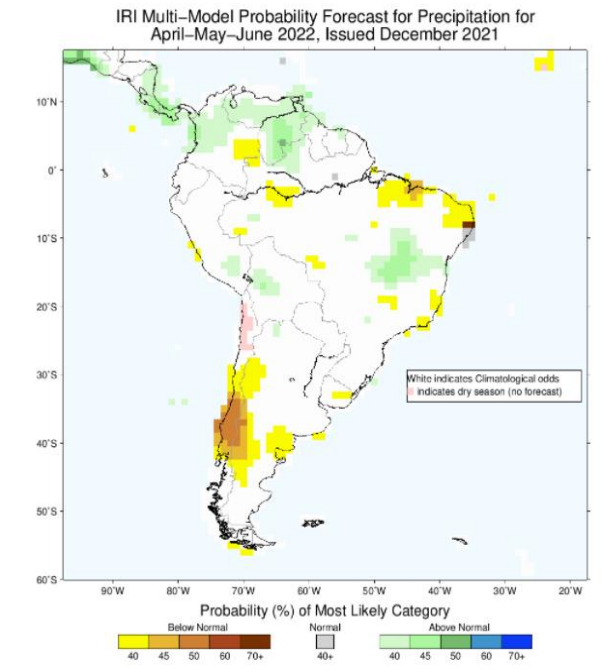 IRI Multi–Model Probability Forecast for Precipitation for
April–May–June 2022, Issued December 2021
10˚N
0˚
10˚S
20˚S
30˚S
40˚S
50˚S
60˚S
White indicates Climatological odds
indicates dry season (no forecast)
90˚W 80˚W 70˚W 60˚W 50˚W 40˚W 30˚W 20˚W
Probability (%) of Most Likely Category
Below Normal Normal Above Normal
40 45 50 60 70+ 40+ 40 45 50 60 70+